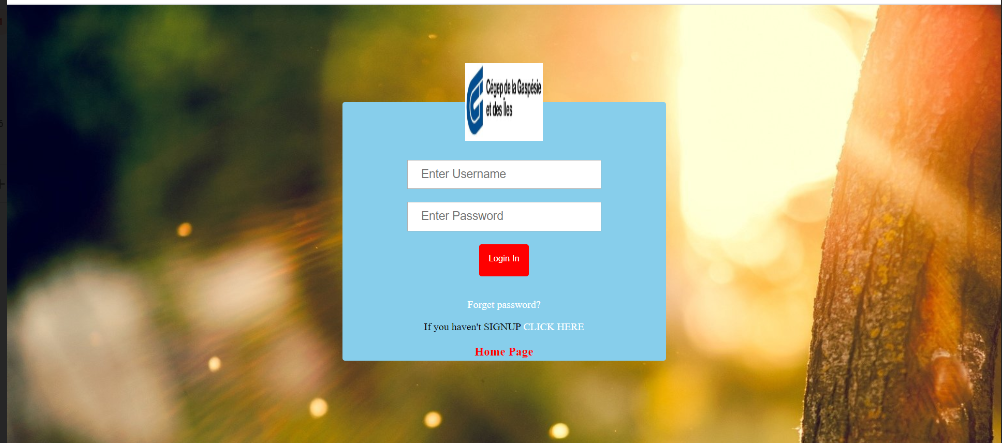 Cégep de la Gaspésie
et des Îles
Enter Username
Enter Password
Login In
Forget password?
If you haven't SIGNUP CLICK HERE
Home Page